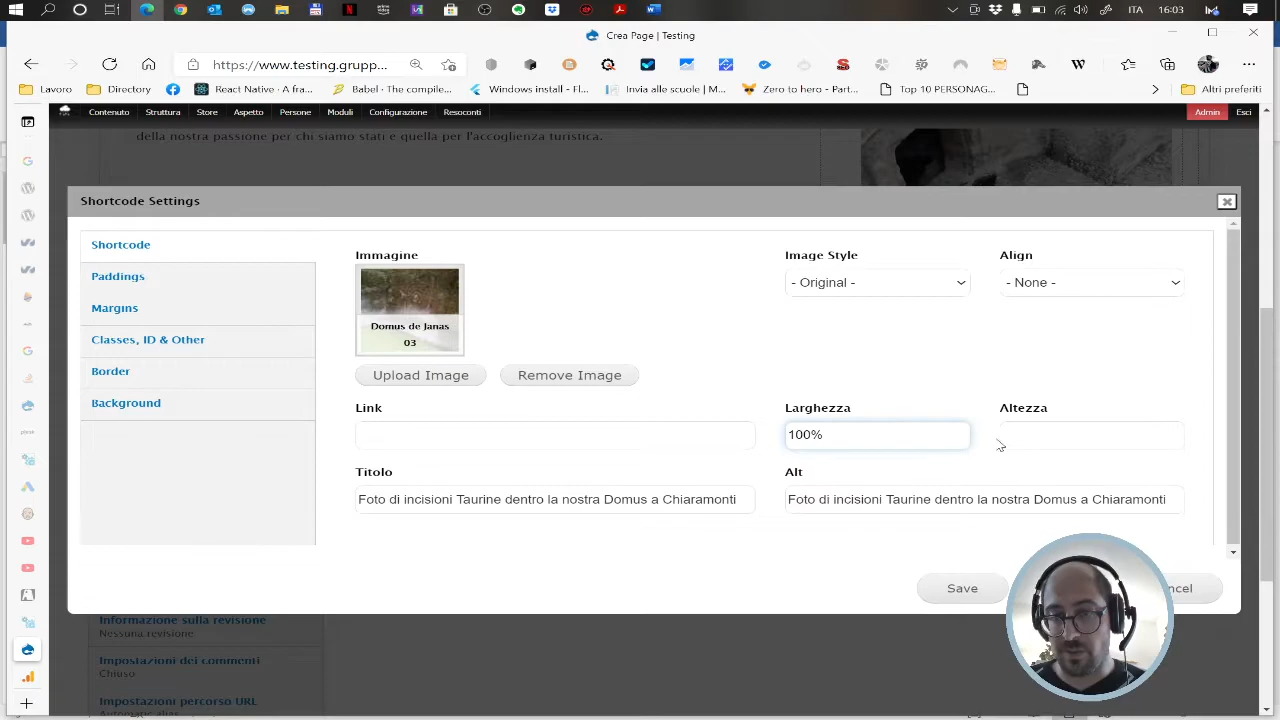 ITA
16:03
Crea Page | Testing
https://www.testing.grupp...
Lavoro
Directory
React Native · A fra...
Babel · The compile...
Windows install - Fl...
Invia alle scuole | M...
Zero to hero - Part...
Top 10 PERSONAG...
Altri preferiti
Contenuto
Struttura
Store
Aspetto
Persone
Moduli
Configurazione
Resoconti
Admin
Esci
della nostra passione per chi siamo stati e quella per l'accoglienza turistica.
Shortcode Settings
Shortcode
Paddings
Margins
Classes, ID & Other
Border
Background
Immagine
Domus de Janas
03
Upload Image
Remove Image
Image Style
- Original -
Align
- None -
Link
Larghezza
100%
Altezza
Titolo
Foto di incisioni Taurine dentro la nostra Domus a Chiaramonti
Alt
Foto di incisioni Taurine dentro la nostra Domus a Chiaramonti
Save
ncel
Informazione sulla revisione
Nessuna revisione
Impostazioni dei commenti
Chiuso
Impostazioni percorso URL
Automatic alias